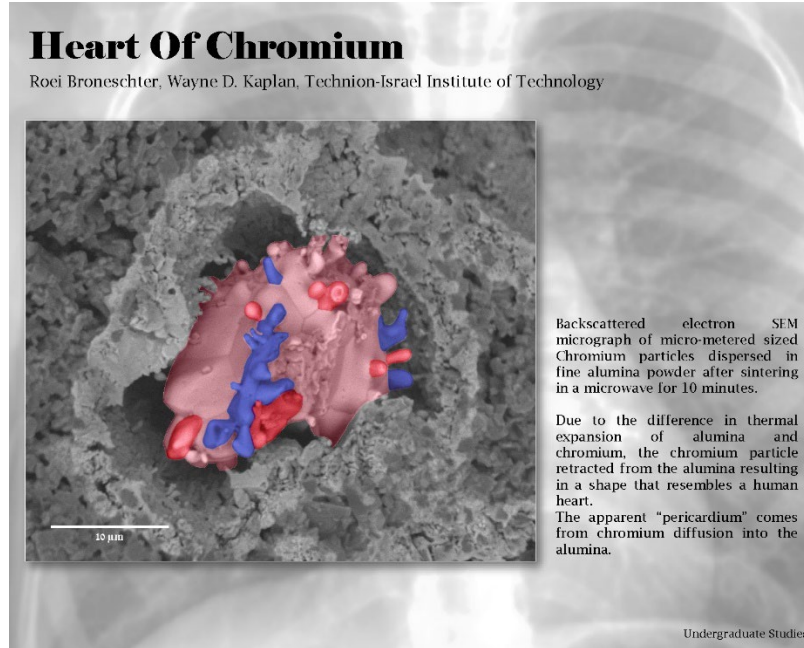 Heart Of Chromium
Roei Broneschter, Wayne D. Kaplan, Technion-Israel Institute of Technology
Backscattered electron SEM
micrograph of micro-metered sized
Chromium particles dispersed in
fine alumina powder after sintering
in a microwave for 10 minutes.
Due to the difference in thermal
expansion of alumina and
chromium, the chromium particle
retracted from the alumina resulting
in a shape that resembles a human
heart.
The apparent “pericardium” comes
from chromium diffusion into the
alumina.
10 μm
Undergraduate Studies